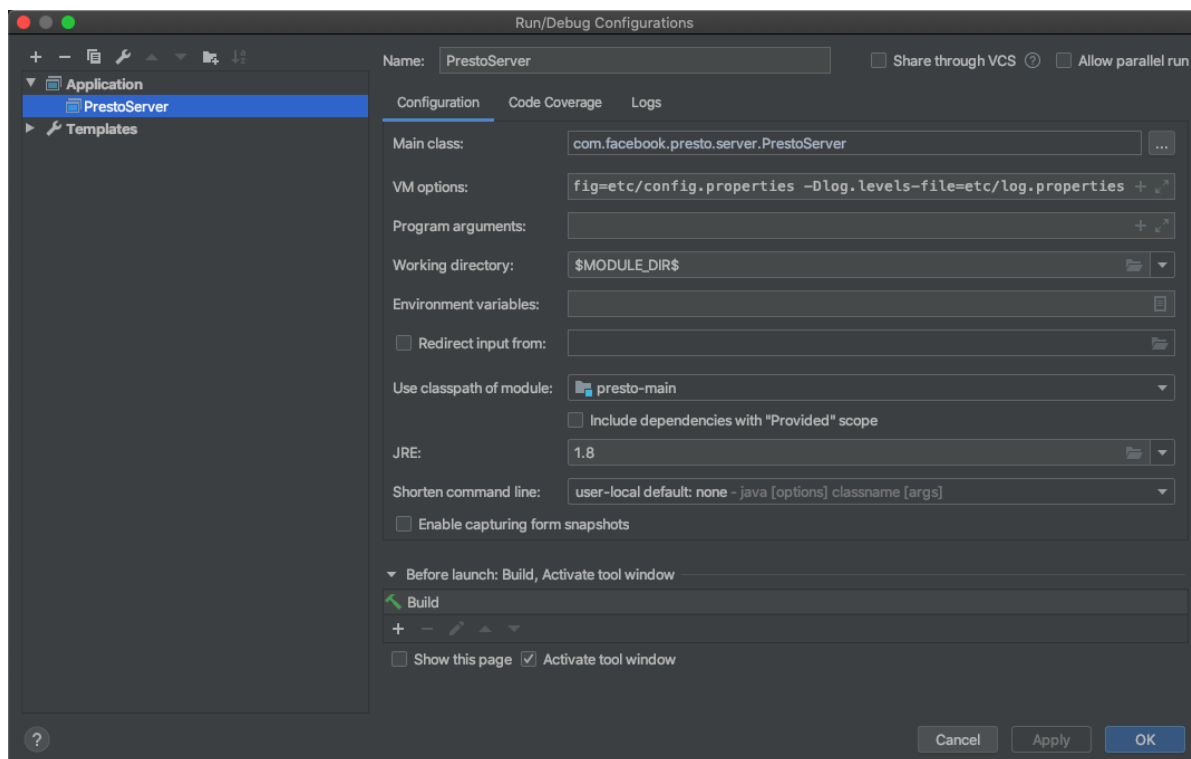 Run/Debug Configurations
Name: PrestoServer Share through VCS ? Allow parallel run
Application
PrestoServer
Templates
Configuration Code Coverage Logs
Main class: com.facebook.presto.server.PrestoServer ...
VM options: fig=etc/config.properties -Dlog.levels-file=etc/log.properties
Program arguments:
Working directory: $MODULE_DIR$
Environment variables:
Redirect input from:
Use classpath of module: presto-main
Include dependencies with "Provided" scope
JRE: 1.8
Shorten command line: user-local default: none - java [options] classname [args]
Enable capturing form snapshots
Before launch: Build, Activate tool window
Build
Show this page Activate tool window
? Cancel Apply OK